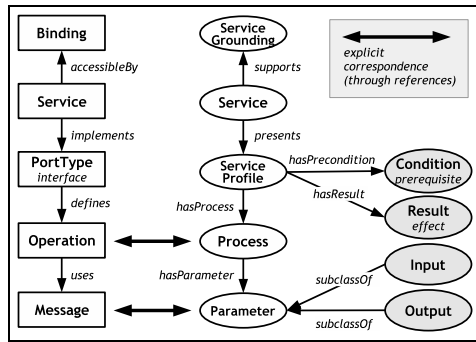 Binding
accessibleBy
Service
implements
PortType
interface
defines
Operation
uses
Message
Service
Grounding
supports
Service
presents
Service
Profile
hasProcess
Process
hasParameter
Parameter
explicit
correspondence
(through references)
hasPrecondition
Condition
prerequisite
hasResult
Result
effect
Input
subclassOf
Output
subclassOf